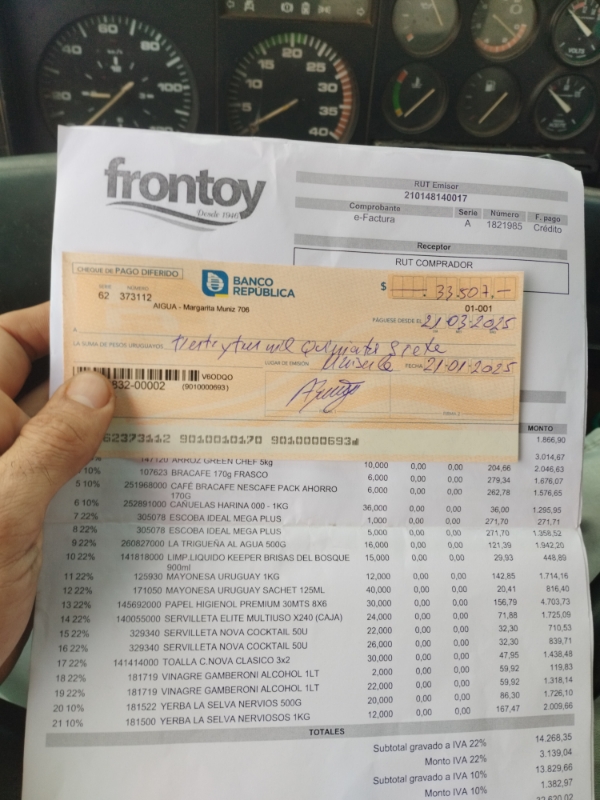 60
80
40
100
20
120
15
20
10
25
5
30
35
40
VOLTS
frontoy
Desde 1946
RUT Emisor
210148140017
Comprobante Serie Número F. pago
e-Factura A 1821985 Crédito
Receptor
RUT COMPRADOR
CHEQUE DE PAGO DIFERIDO
SERIE NÚMERO
62 373112
BANCO REPÚBLICA
$ 33.507.-
AIGUA - Margarita Muniz 706
01-001
PAGUESE DESDE EL 21-03-2025
A
LA SUMA DE PESOS URUGUAYOS Treinta y tres mil Quinientos Siete
LUGAR DE EMISIÓN FECHA 21-01-2025
V6ODQO
832-00002 (9010000693)
62373112 9010010170 9010000693
MONTO
1.866,90
3.014,67
147120 ARROZ GREEN CHEF 5kg 10,000 0,00 0,00 204,66 2.046,63
10% 107623 BRACAFE 170g FRASCO 6,000 0,00 0,00 279,34 1.676,07
5 10% 251968000 CAFÉ BRACAFE NESCAFE PACK AHORRO 170G 6,000 0,00 0,00 262,78 1.576,65
6 10% 252891000 CAÑUELAS HARINA 000 - 1KG 36,000 0,00 0,00 36,00 1.295,95
7 22% 305078 ESCOBA IDEAL MEGA PLUS 1,000 0,00 0,00 271,70 271,71
8 22% 305078 ESCOBA IDEAL MEGA PLUS 5,000 0,00 0,00 271,70 1.358,52
9 22% 260827000 LA TRIGUEÑA AL AGUA 500G 16,000 0,00 0,00 121,39 1.942,20
10 22% 141818000 LIMP.LIQUIDO KEEPER BRISAS DEL BOSQUE 900ml 15,000 0,00 0,00 29,93 448,89
11 22% 125930 MAYONESA URUGUAY 1KG 12,000 0,00 0,00 142,85 1.714,16
12 22% 171050 MAYONESA URUGUAY SACHET 125ML 40,000 0,00 0,00 20,41 816,40
13 22% 145692000 PAPEL HIGIENOL PREMIUM 30MTS 8X6 30,000 0,00 0,00 156,79 4.703,73
14 22% 140055000 SERVILLETA ELITE MULTIUSO X240 (CAJA) 24,000 0,00 0,00 71,88 1.725,09
15 22% 329340 SERVILLETA NOVA COCKTAIL 50U 22,000 0,00 0,00 32,30 710,53
16 22% 329340 SERVILLETA NOVA COCKTAIL 50U 26,000 0,00 0,00 32,30 839,71
17 22% 141414000 TOALLA C.NOVA CLASICO 3x2 30,000 0,00 0,00 47,95 1.438,48
18 22% 181719 VINAGRE GAMBERONI ALCOHOL 1LT 2,000 0,00 0,00 59,92 119,83
19 22% 181719 VINAGRE GAMBERONI ALCOHOL 1LT 22,000 0,00 0,00 59,92 1.318,14
20 10% 181522 YERBA LA SELVA NERVIOS 500G 20,000 0,00 0,00 86,30 1.726,10
21 10% 181500 YERBA LA SELVA NERVIOSOS 1KG 12,000 0,00 0,00 167,47 2.009,66
TOTALES
Subtotal gravado a IVA 22% 14.268,35
Monto IVA 22% 3.139,04
Subtotal gravado a IVA 10% 13.829,66
Monto IVA 10% 1.382,97